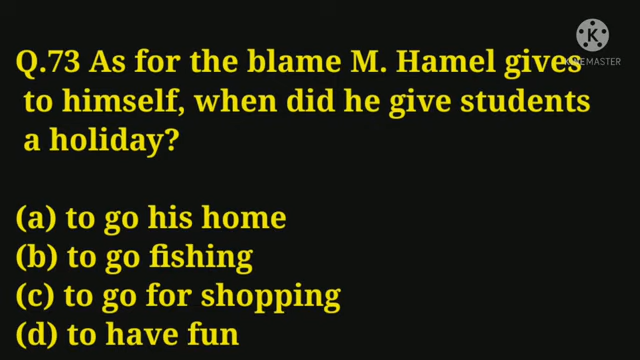 Q.73 As for the blame M. Hamel gives
to himself, when did he give students
a holiday?
(a) to go his home
(b) to go fishing
(c) to go for shopping
(d) to have fun
K
KINEMASTER